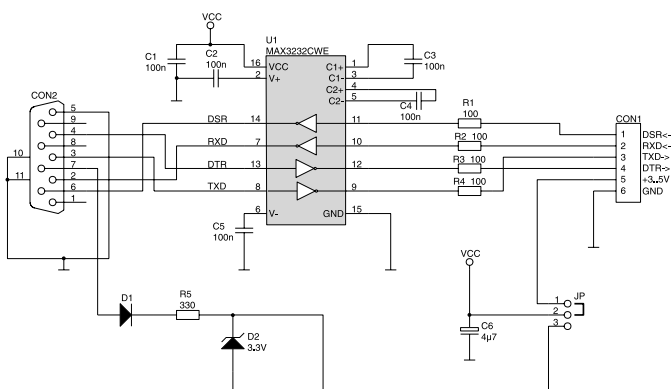 VCC
U1
MAX3232CWE
C1
100n
C2
100n
16
VCC
2
V+
C1+
1
C1-
3
C2+
4
C2-
5
C3
100n
C4
100n
CON2
5
9
4
8
3
7
2
6
1
10
11
DSR
14
11
R1
100
RXD
7
10
R2 100
DTR
13
12
R3 100
TXD
8
9
R4 100
CON1
1 DSR<-
2 RXD<-
3 TXD->
4 DTR->
5 +3..5V
6 GND
6
V-
GND
15
C5
100n
D1
R5
330
D2
3.3V
VCC
C6
4µ7
JP
1
2
3